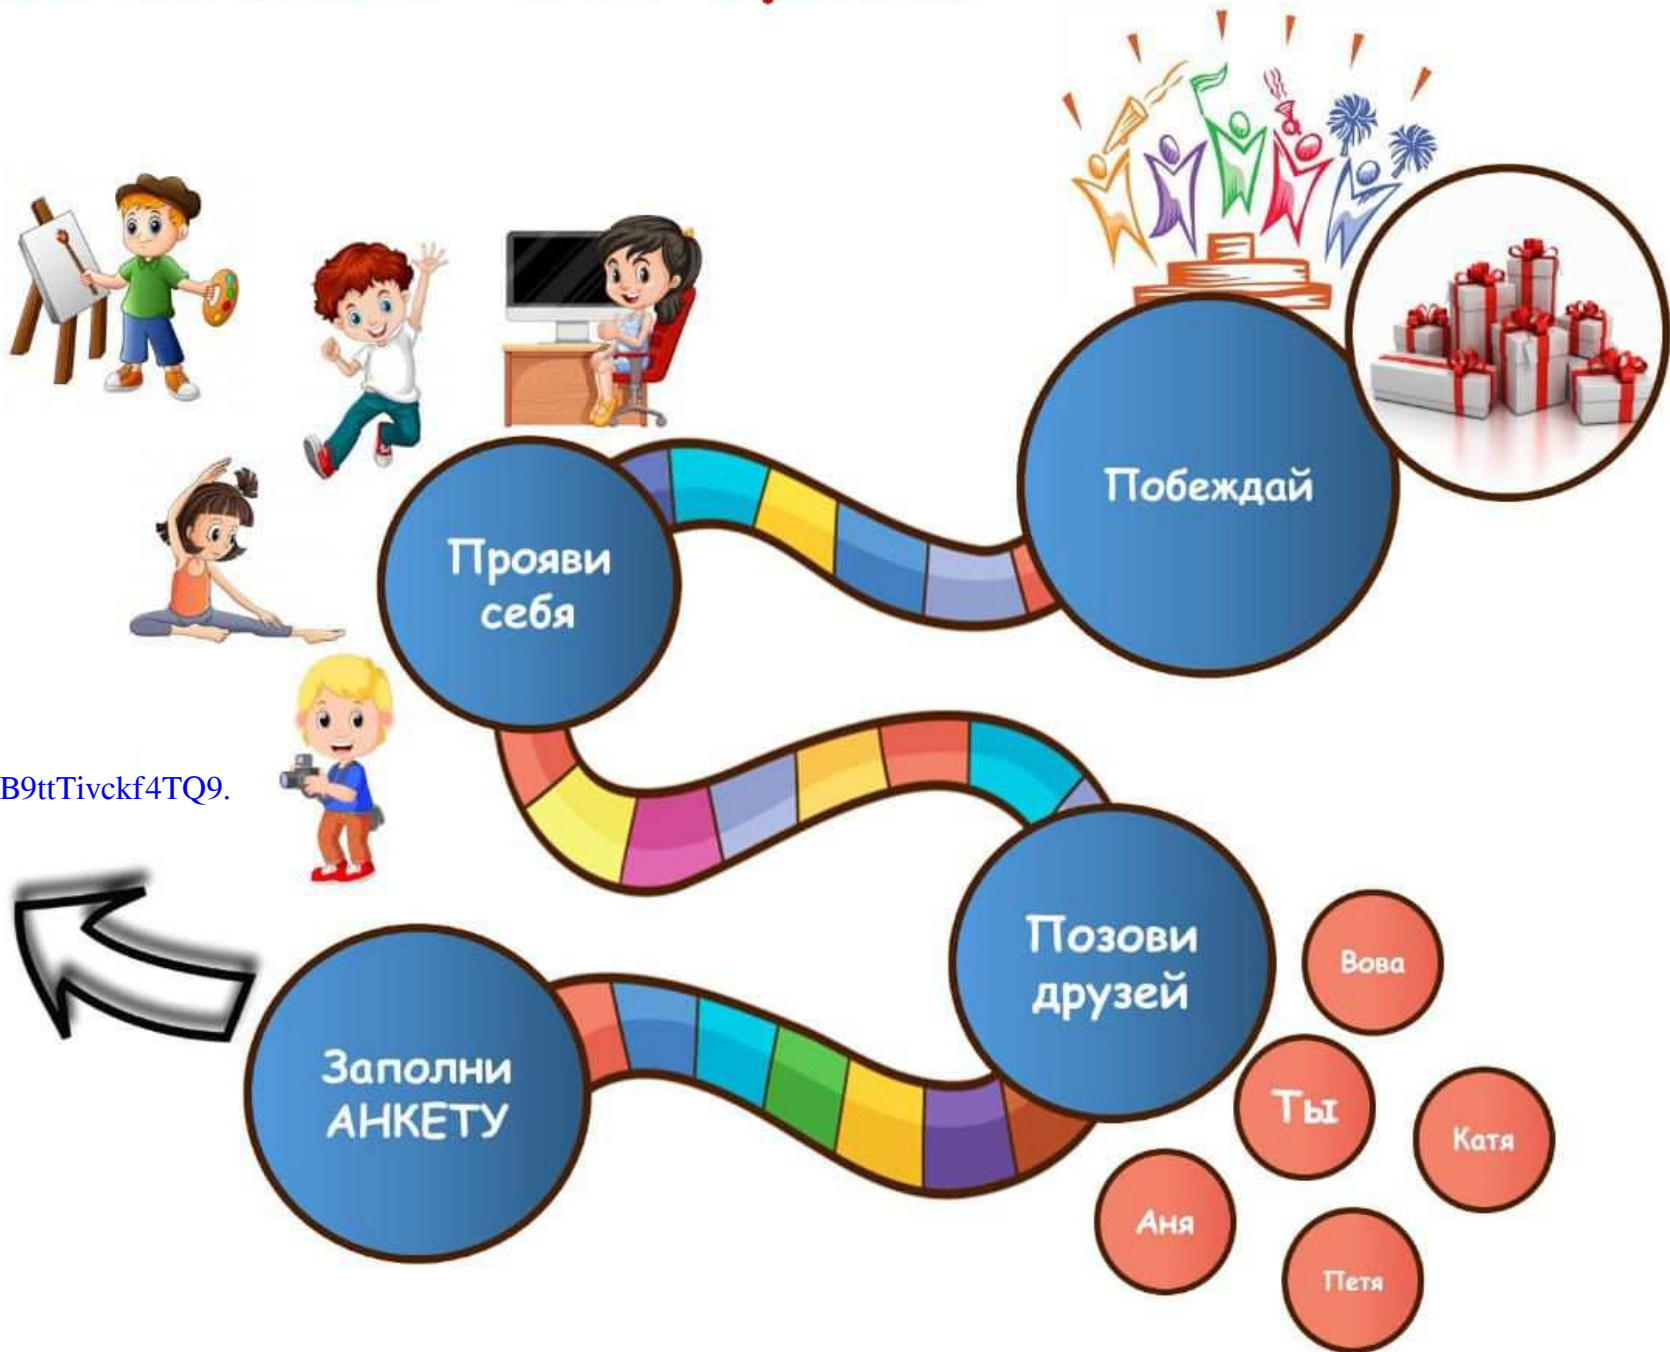 Побеждай
Прояви
себя
B9ttTivckf4TQ9.
Позови
друзей
Вова
Заполни
АНКЕТУ
Ты
Катя
Аня
Петя